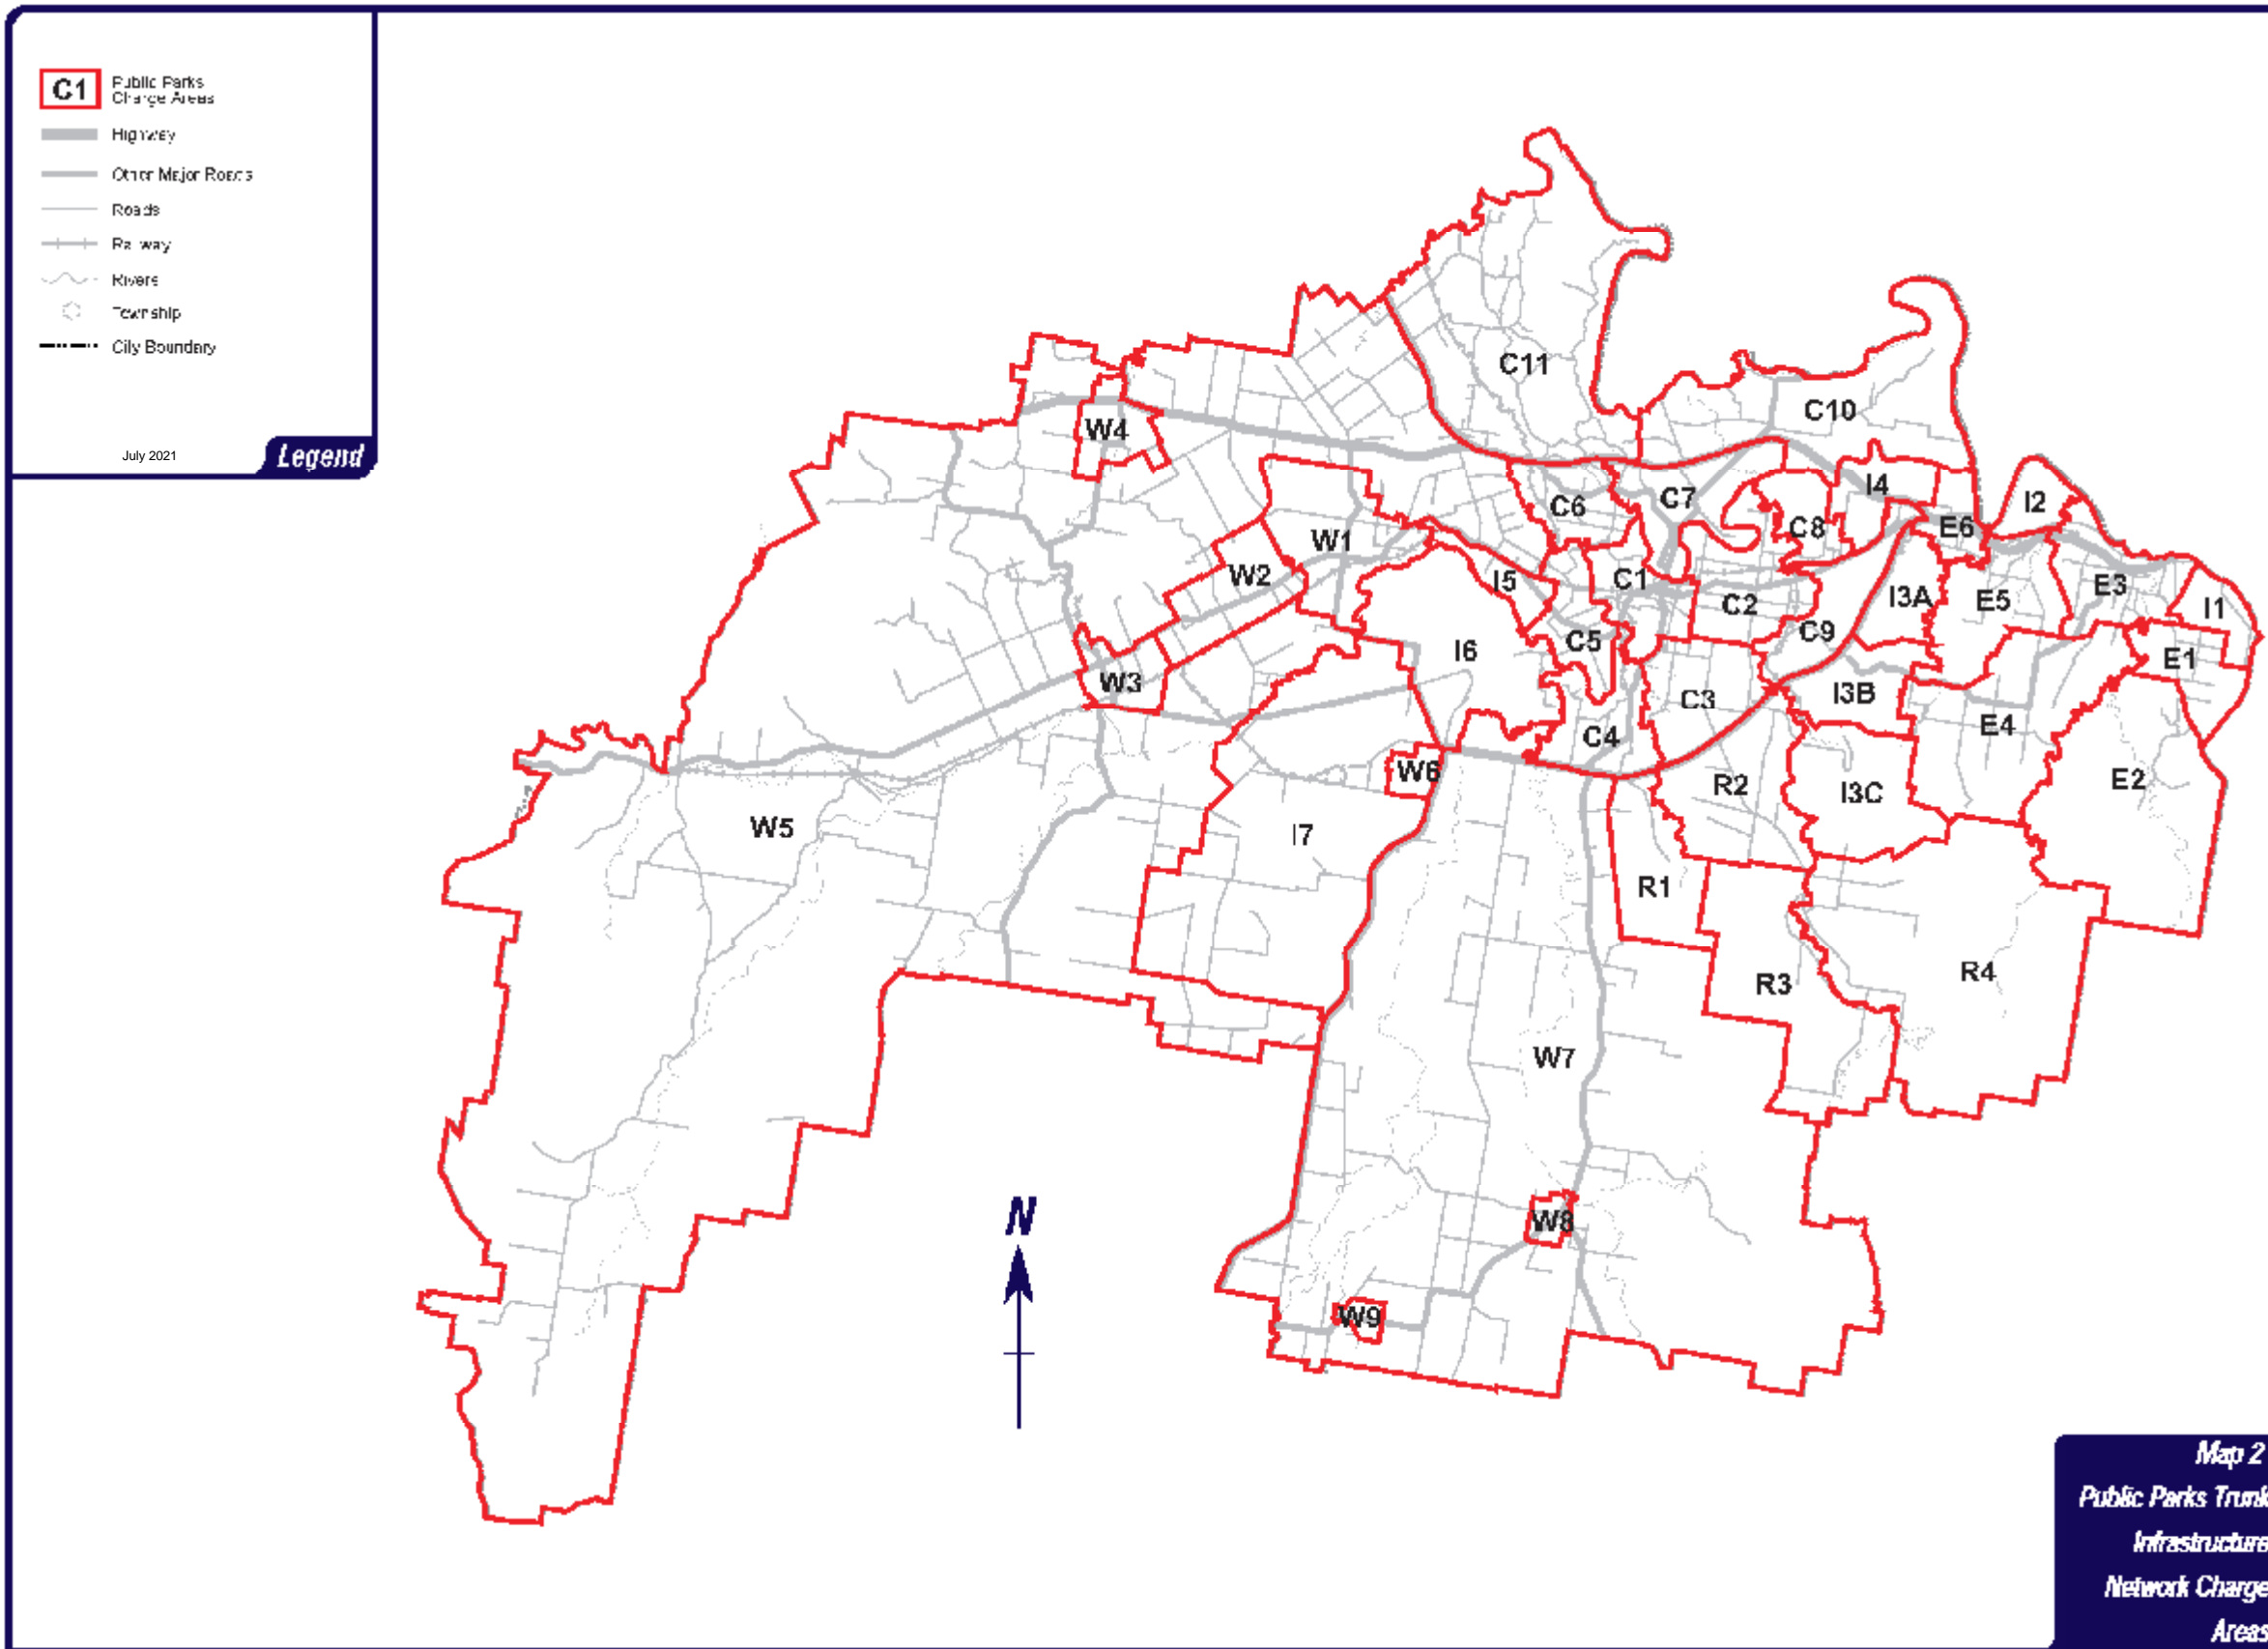 C1
Public Parks
Charge Areas
Highway
Other Major Roads
Roads
Railway
Rivers
Township
City Boundary
July 2021
Legend
C11
C10
W4
I4
C7
C6
I2
C8
E6
W1
W2
I5
C1
E3
I3A
E5
C2
I1
C9
C5
I6
E1
W3
I3B
C3
E4
C4
W6
E2
R2
I3C
W5
I7
R1
R4
R3
W7
N
W8
W9
Map 2
Public Parks Trunk
Infrastructure
Network Charge
Areas